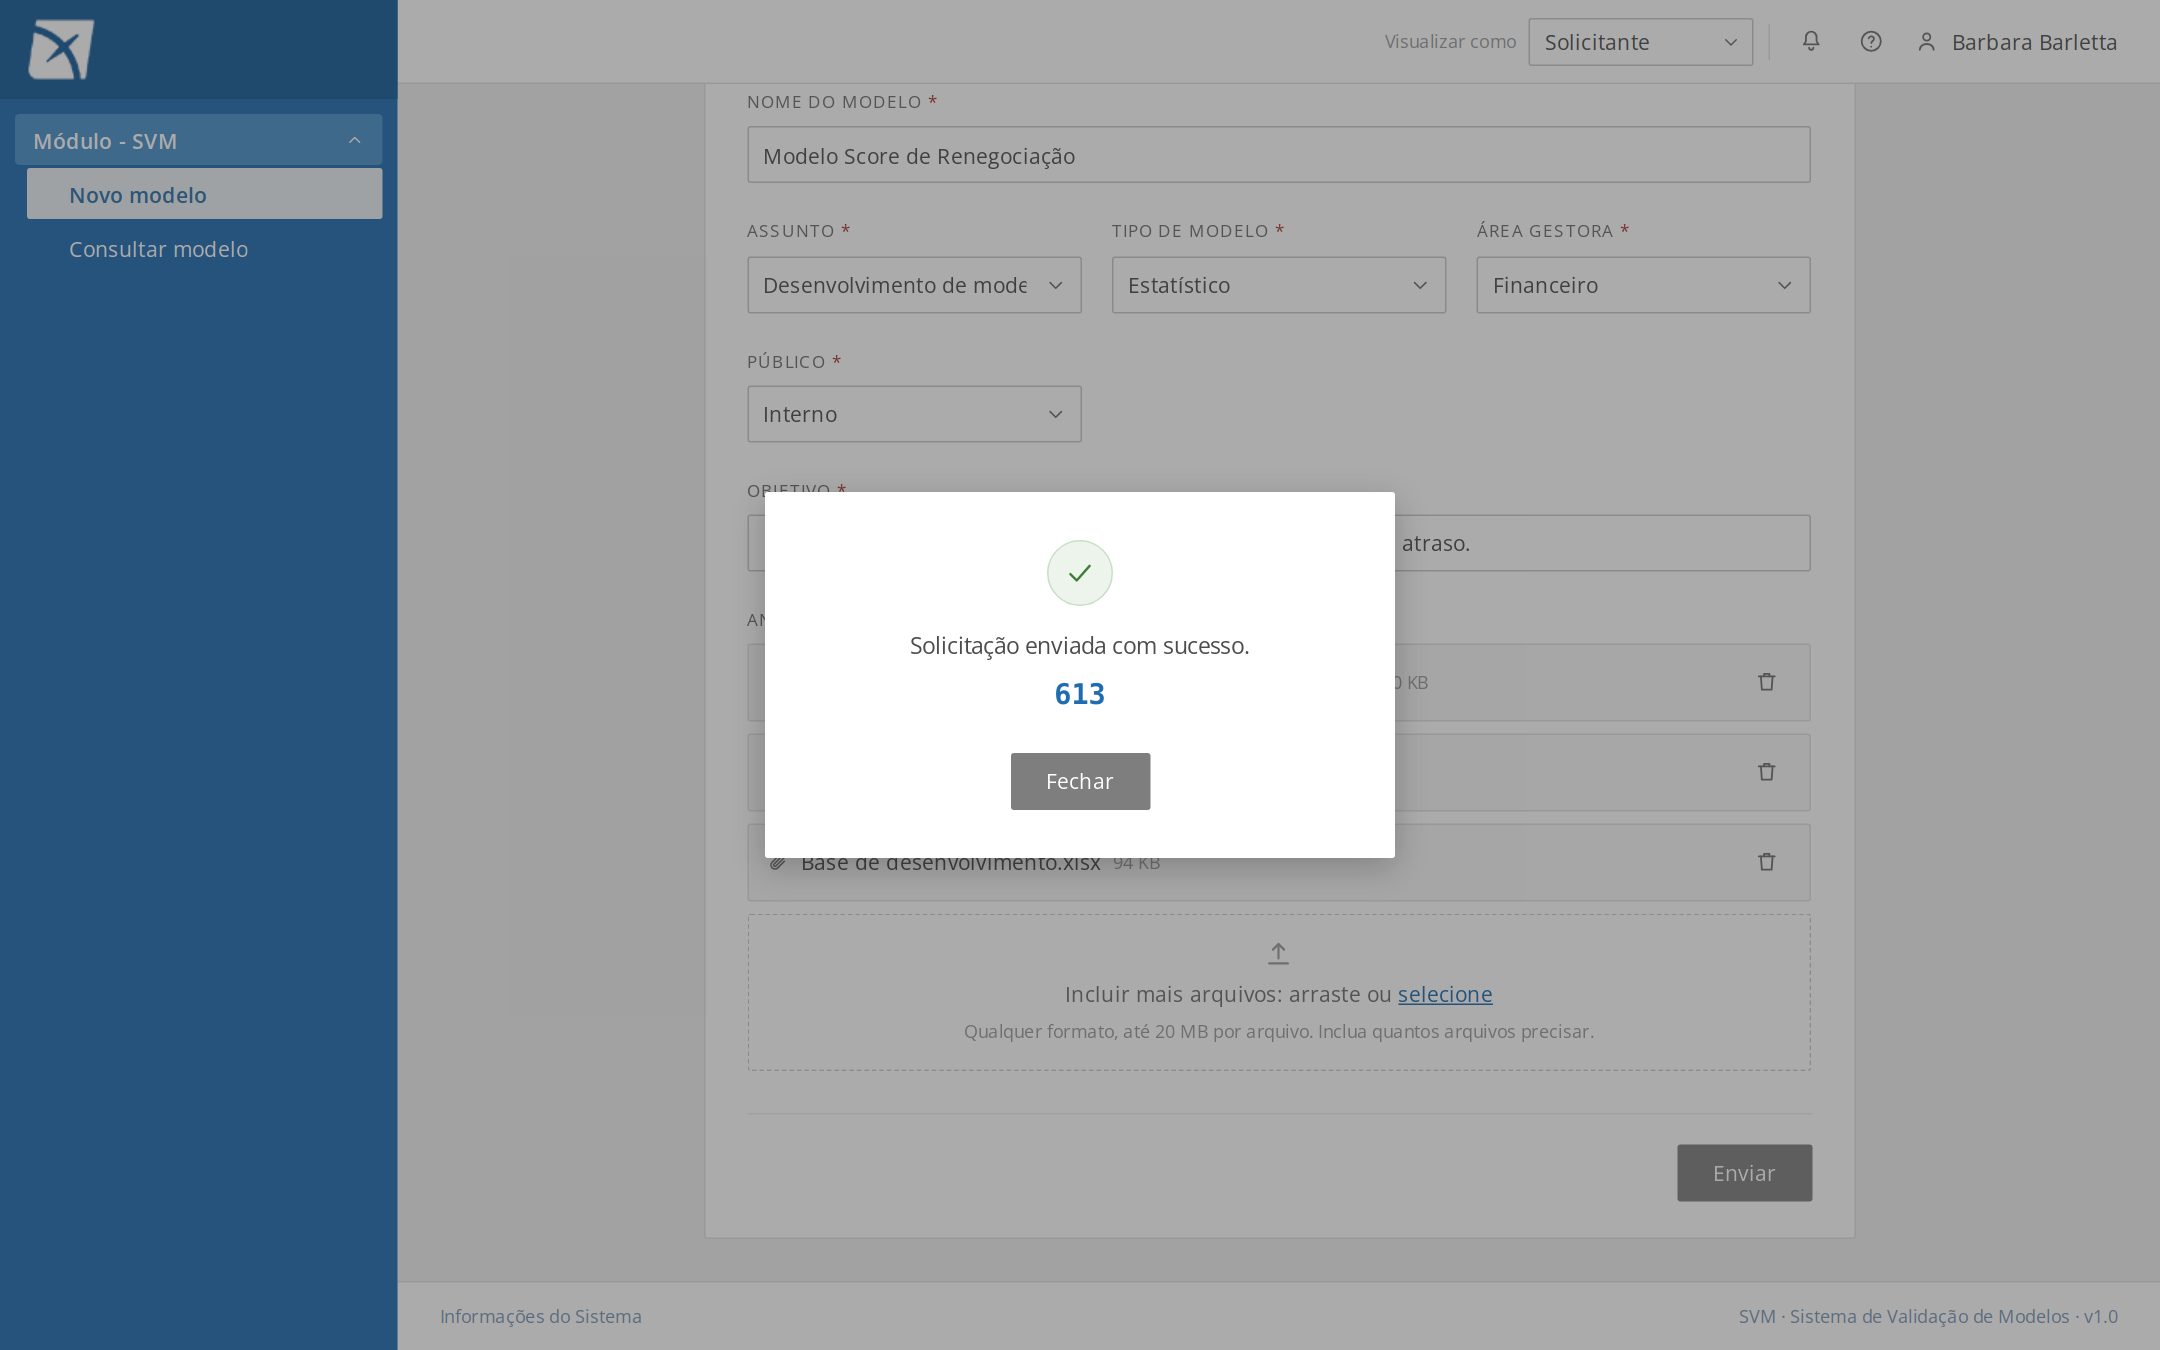 Visualizar como
Solicitante
Barbara Barletta
Módulo - SVM
Novo modelo
Consultar modelo
NOME DO MODELO *
Modelo Score de Renegociação
ASSUNTO *
TIPO DE MODELO *
ÁREA GESTORA *
Desenvolvimento de mode
Estatístico
Financeiro
PÚBLICO *
Interno
OBJETIVO *
atraso.
Solicitação enviada com sucesso.
613
Fechar
KB
Base de desenvolvimento.xlsx 94 KB
Incluir mais arquivos: arraste ou selecione
Qualquer formato, até 20 MB por arquivo. Inclua quantos arquivos precisar.
Enviar
Informações do Sistema
SVM · Sistema de Validação de Modelos · v1.0